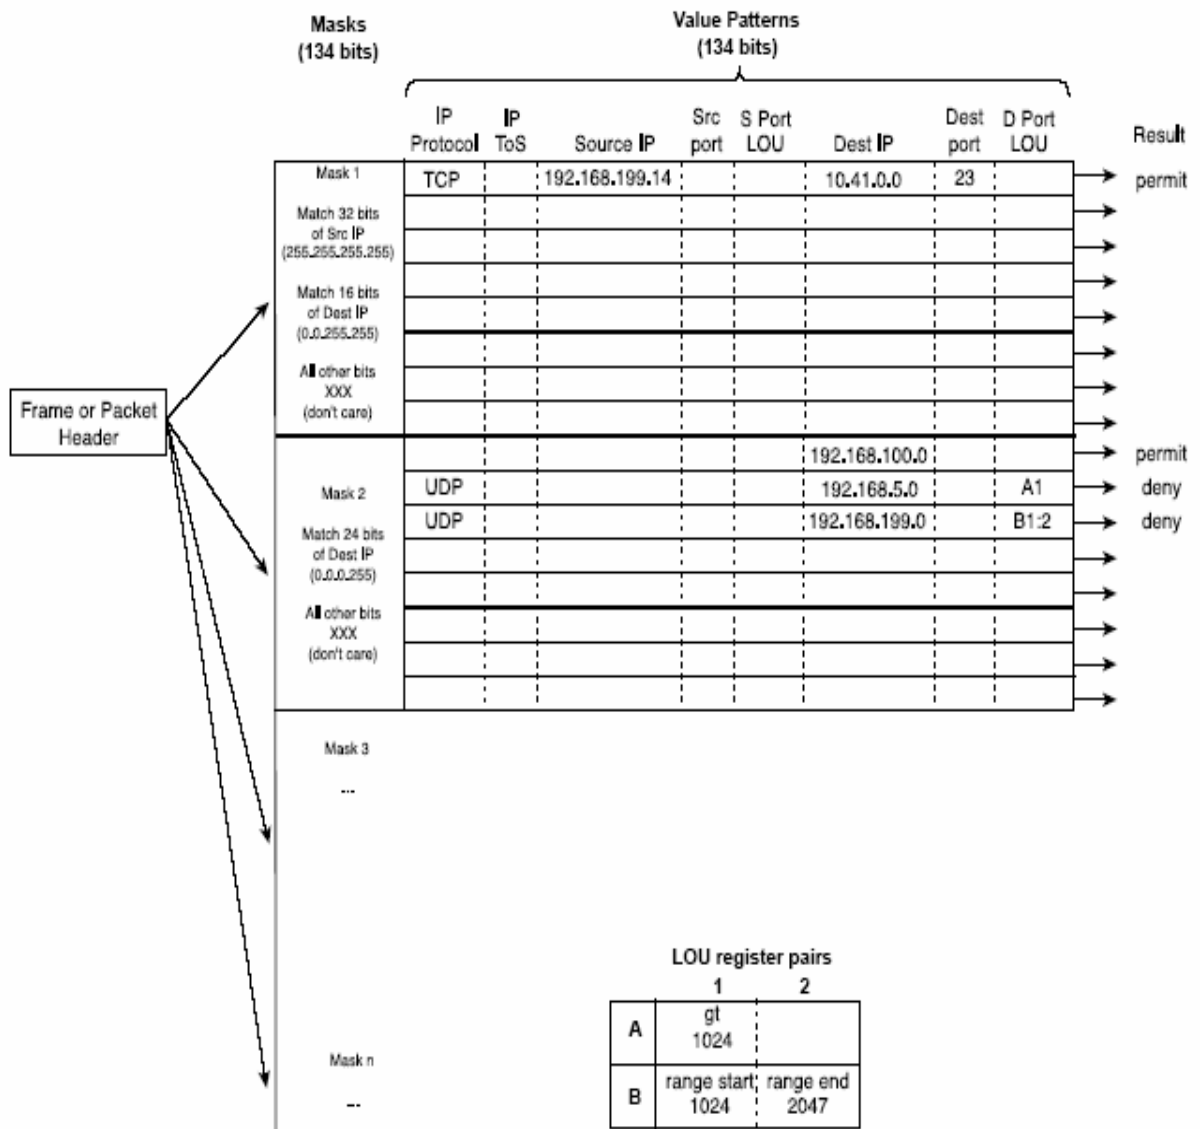 Masks
(134 bits)
Value Patterns
(134 bits)
IP
Protocol
IP
ToS
Source IP
Src
port
S Port
LOU
Dest IP
Dest
port
D Port
LOU
Result
Mask 1
Match 32 bits
of Src IP
(255.255.255.255)
Match 16 bits
of Dest IP
(0.0.255.255)
All other bits
XXX
(don't care)
TCP 192.168.199.14 10.41.0.0 23 permit
Frame or Packet
Header
Mask 2
Match 24 bits
of Dest IP
(0.0.0.255)
All other bits
XXX
(don't care)
192.168.100.0 permit
UDP 192.168.5.0 A1 deny
UDP 192.168.199.0 B1:2 deny
Mask 3
...
Mask n
...
LOU register pairs
1 2
A
gt
1024
B
range start
1024
range end
2047